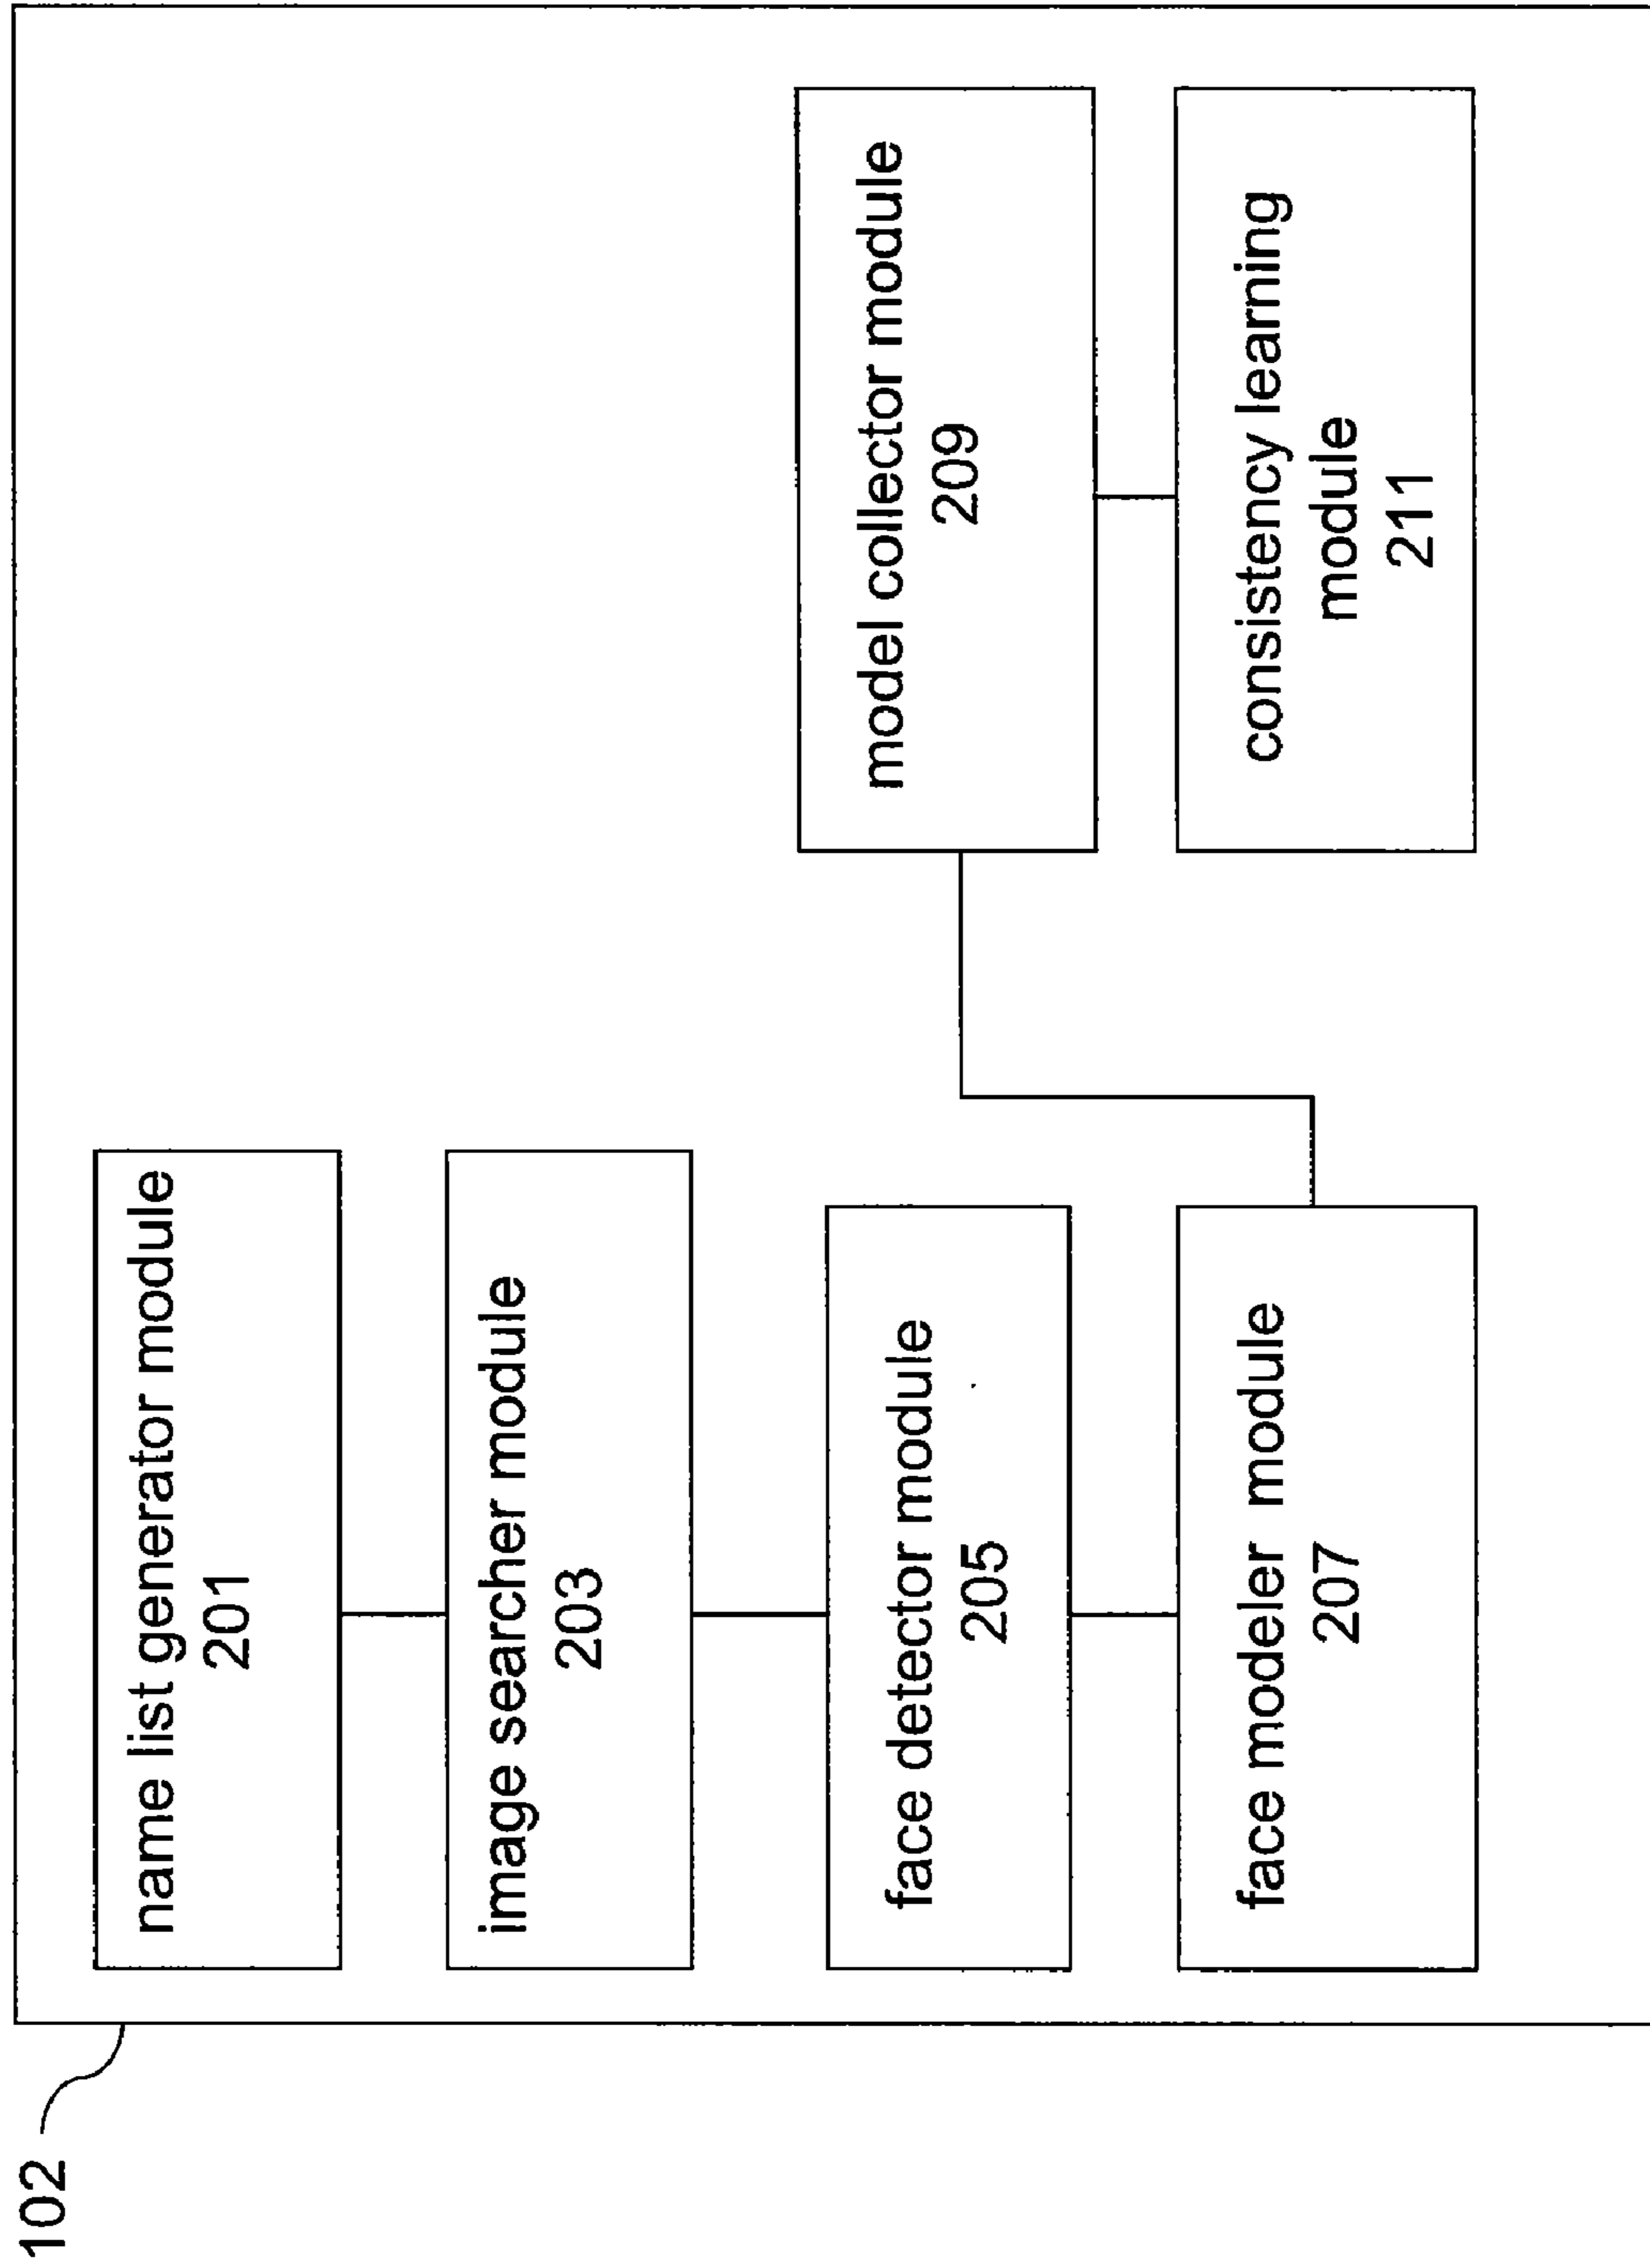 102
name list generator module
201
image searcher module
203
face detector module
205
face modeler module
207
model collector module
209
consistency learning
module
211